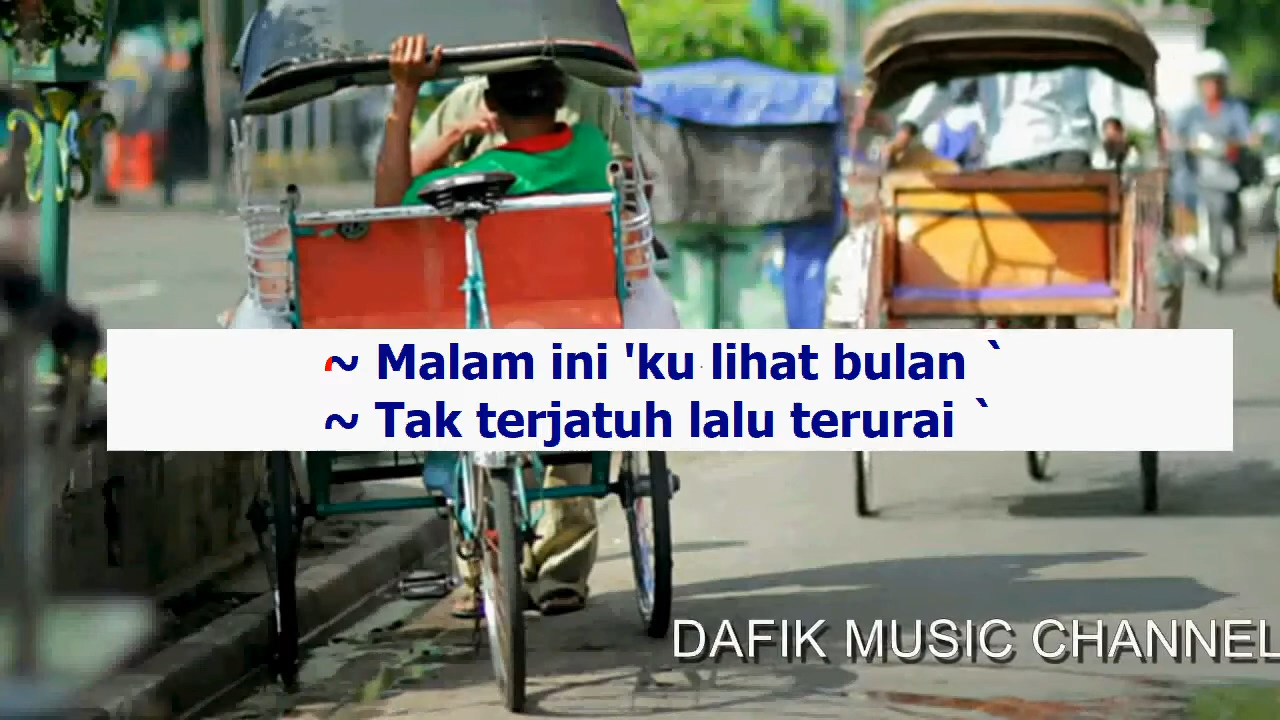 ~ Malam ini 'ku lihat bulan `
~ Tak terjatuh lalu terurai `
DAFIK MUSIC CHANNEL